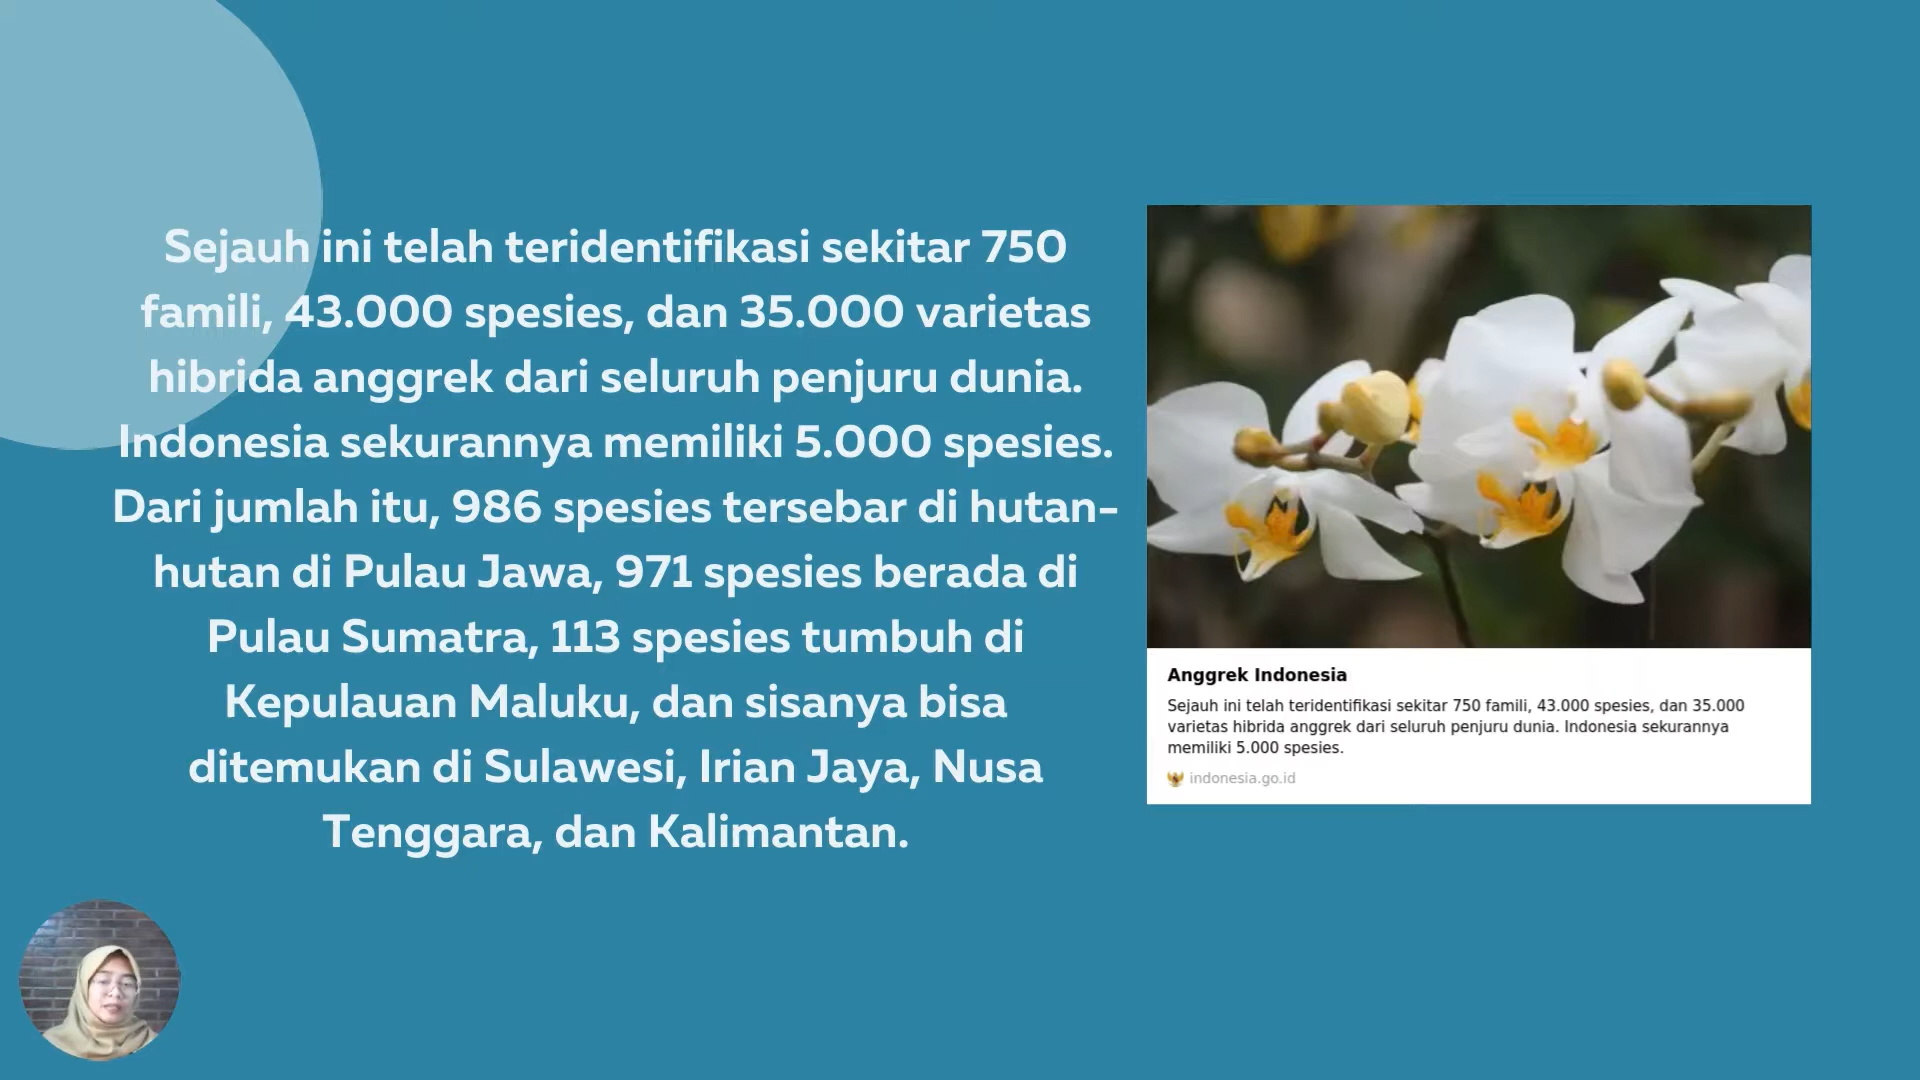 Sejauh ini telah teridentifikasi sekitar 750
famili, 43.000 spesies, dan 35.000 varietas
hibrida anggrek dari seluruh penjuru dunia.
Indonesia sekurannya memiliki 5.000 spesies.
Dari jumlah itu, 986 spesies tersebar di hutan-
hutan di Pulau Jawa, 971 spesies berada di
Pulau Sumatra, 113 spesies tumbuh di
Kepulauan Maluku, dan sisanya bisa
ditemukan di Sulawesi, Irian Jaya, Nusa
Tenggara, dan Kalimantan.
Anggrek Indonesia
Sejauh ini telah teridentifikasi sekitar 750 famili, 43.000 spesies, dan 35.000
varietas hibrida anggrek dari seluruh penjuru dunia. Indonesia sekurannya
memiliki 5.000 spesies.
indonesia.go.id